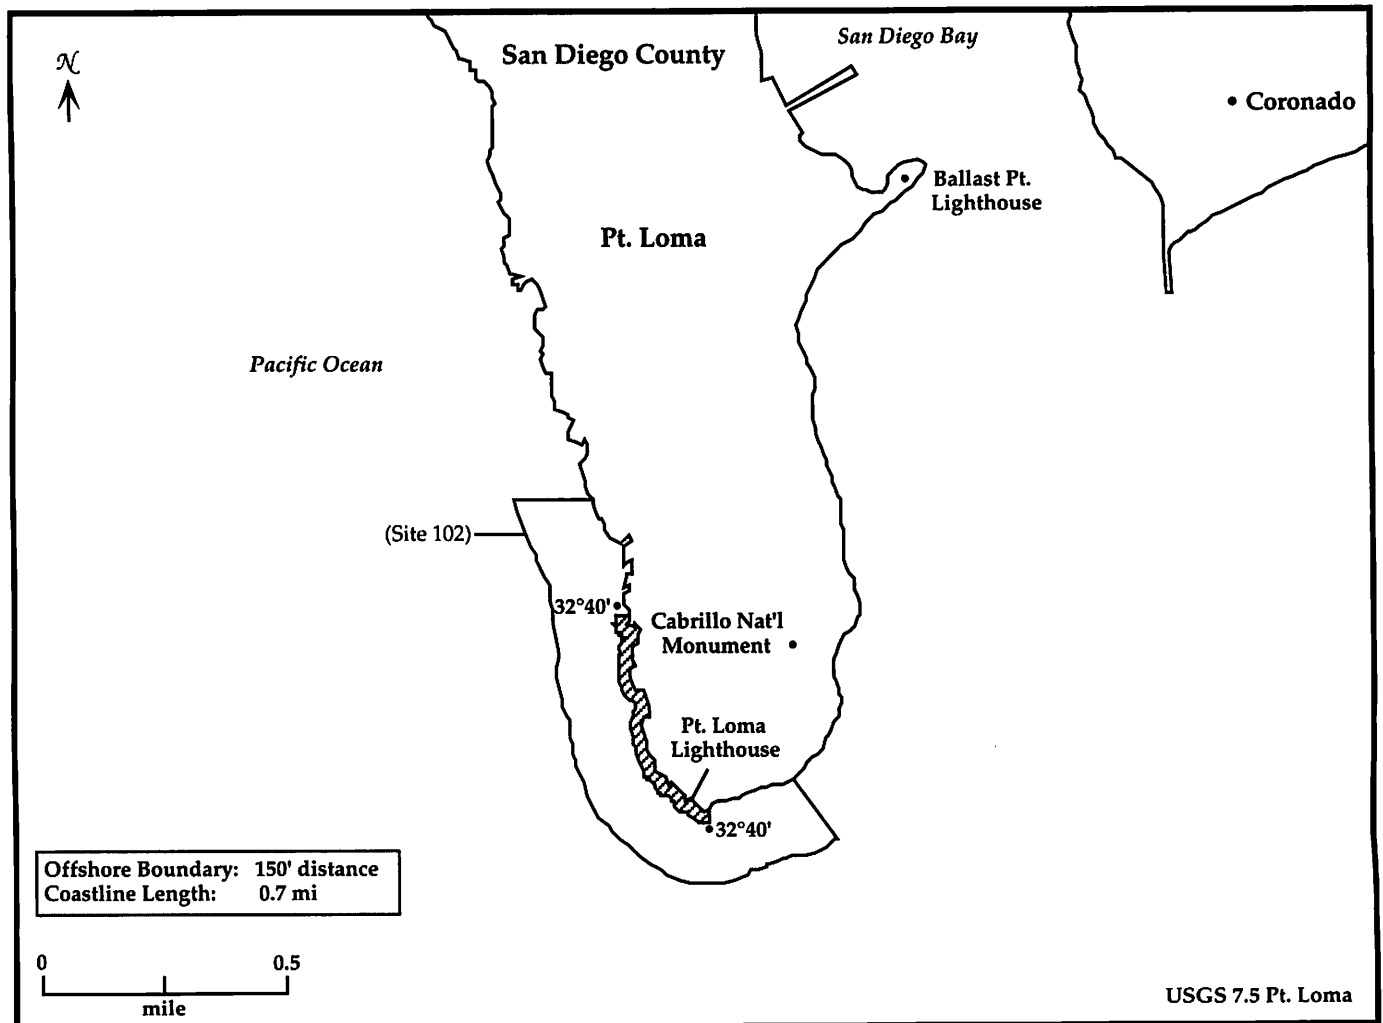 N
San Diego County
San Diego Bay
Coronado
Ballast Pt.
Lighthouse
Pt. Loma
Pacific Ocean
(Site 102)
32°40'
Cabrillo Nat'l
Monument
Pt. Loma
Lighthouse
32°40'
Offshore Boundary: 150' distance
Coastline Length: 0.7 mi
0 0.5
mile
USGS 7.5 Pt. Loma